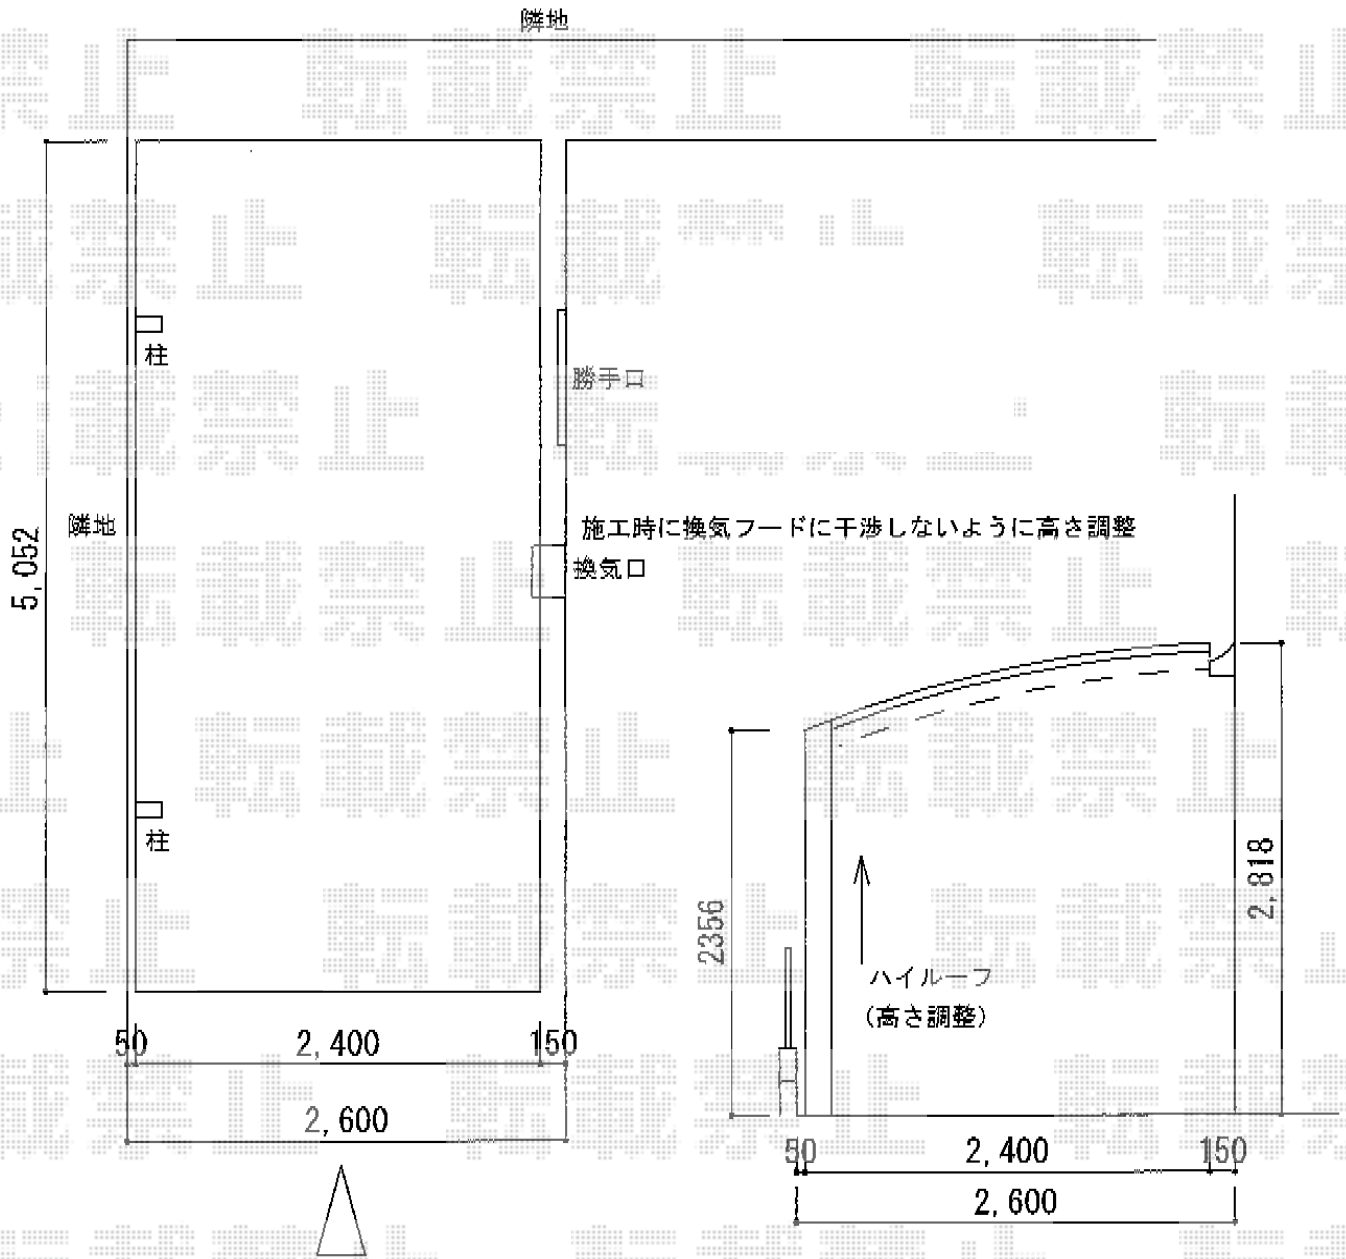 隣地
柱
勝手口
隣地
5,052
施工時に換気フードに干渉しないように高さ調整
換気口
柱
2356
2,818
ハイルーフ
(高さ調整)
50 2,400 150
2,600
50 2,400 150
2,600
転載禁止